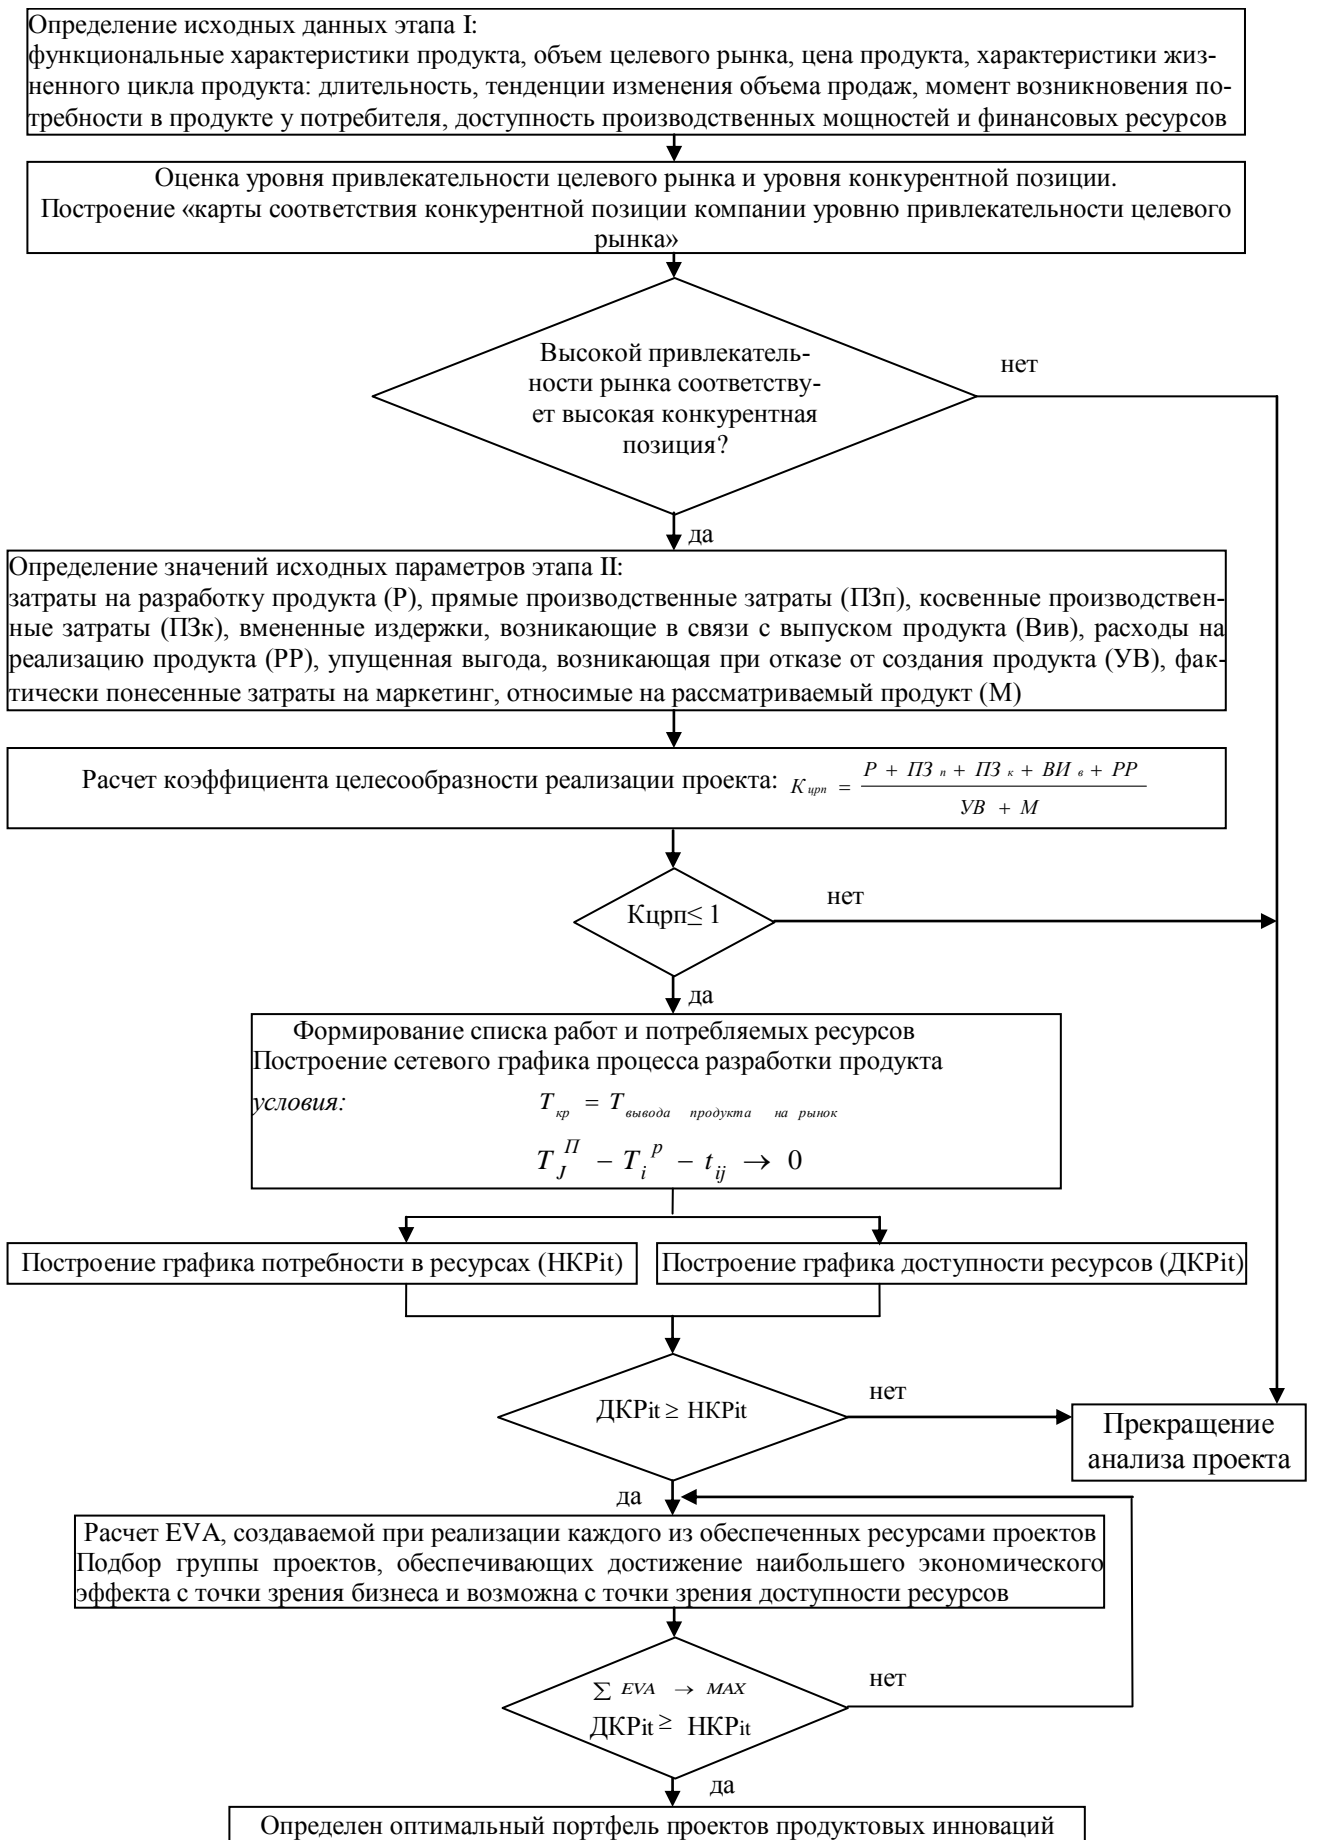 Определение исходных данных этапа I:
функциональные характеристики продукта, объем целевого рынка, цена продукта, характеристики жиз-
ненного цикла продукта: длительность, тенденции изменения объема продаж, момент возникновения по-
требности в продукте у потребителя, доступность производственных мощностей и финансовых ресурсов
Оценка уровня привлекательности целевого рынка и уровня конкурентной позиции.
Построение «карты соответствия конкурентной позиции компании уровню привлекательности целевого
рынка»
Высокой привлекатель-
ности рынка соответству-
ет высокая конкурентная
позиция?
нет
да
Определение значений исходных параметров этапа II:
затраты на разработку продукта (Р), прямые производственные затраты (ПЗп), косвенные производствен-
ные затраты (ПЗк), вмененные издержки, возникающие в связи с выпуском продукта (Вив), расходы на
реализацию продукта (РР), упущенная выгода, возникающая при отказе от создания продукта (УВ), фак-
тически понесенные затраты на маркетинг, относимые на рассматриваемый продукт (М)
Расчет коэффициента целесообразности реализации проекта: К црп = Р + ПЗ п + ПЗ к + ВИ в + РР
УВ + М
Кцрп≤ 1
нет
да
Формирование списка работ и потребляемых ресурсов
Построение сетевого графика процесса разработки продукта
условия: T кр = T вывода продукта на рынок
T J П – T i р – t ij → 0
Построение графика потребности в ресурсах (НКРit)
Построение графика доступности ресурсов (ДКРit)
ДКРit ≥ НКРit
нет
Прекращение
анализа проекта
да
Расчет EVA, создаваемой при реализации каждого из обеспеченных ресурсами проектов
Подбор группы проектов, обеспечивающих достижение наибольшего экономического
эффекта с точки зрения бизнеса и возможна с точки зрения доступности ресурсов
∑ EVA → MAX
ДКРit ≥ НКРit
нет
да
Определен оптимальный портфель проектов продуктовых инноваций